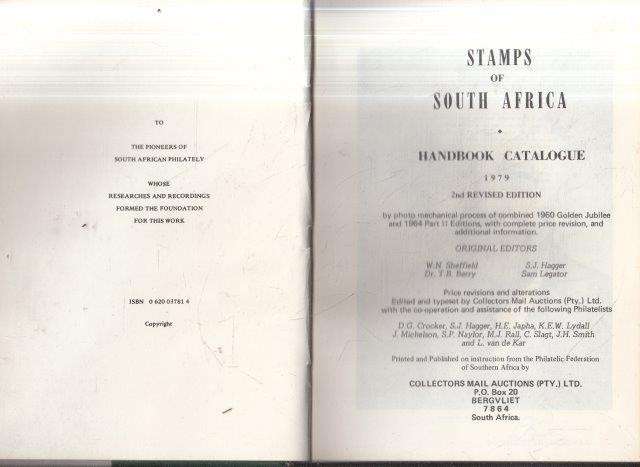 TO
THE PIONEERS OF
SOUTH AFRICAN PHILATELY
WHOSE
RESEARCHES AND RECORDINGS
FORMED THE FOUNDATION
FOR THIS WORK
ISBN 0 620 03781 4
Copyright
STAMPS
OF
SOUTH AFRICA
HANDBOOK CATALOGUE
1979
2nd REVISED EDITION
by photo mechanical process of combined 1960 Golden Jubilee
and 1964 Part II Editions, with complete price revision, and
additional information.
ORIGINAL EDITORS
W.N. Sheffield S.J. Hagger
Dr. T.B. Berry Sam Legator
Price revisions and alterations
Edited and typeset by Collectors Mail Auctions (Pty.) Ltd.
with the co-operation and assistance of the following Philatelists
D.G. Crocker, S.J. Hagger, H.E. Japha, K.E.W. Lydall
J. Michelson, S.P. Naylor, M.J. Rall, C. Slagt, J.H. Smith
and L. van de Kar
Printed and Published on instruction from the Philatelic Federation
of Southern Africa by
COLLECTORS MAIL AUCTIONS (PTY.) LTD.
P.O. Box 20
BERGVLIET
7864
South Africa.